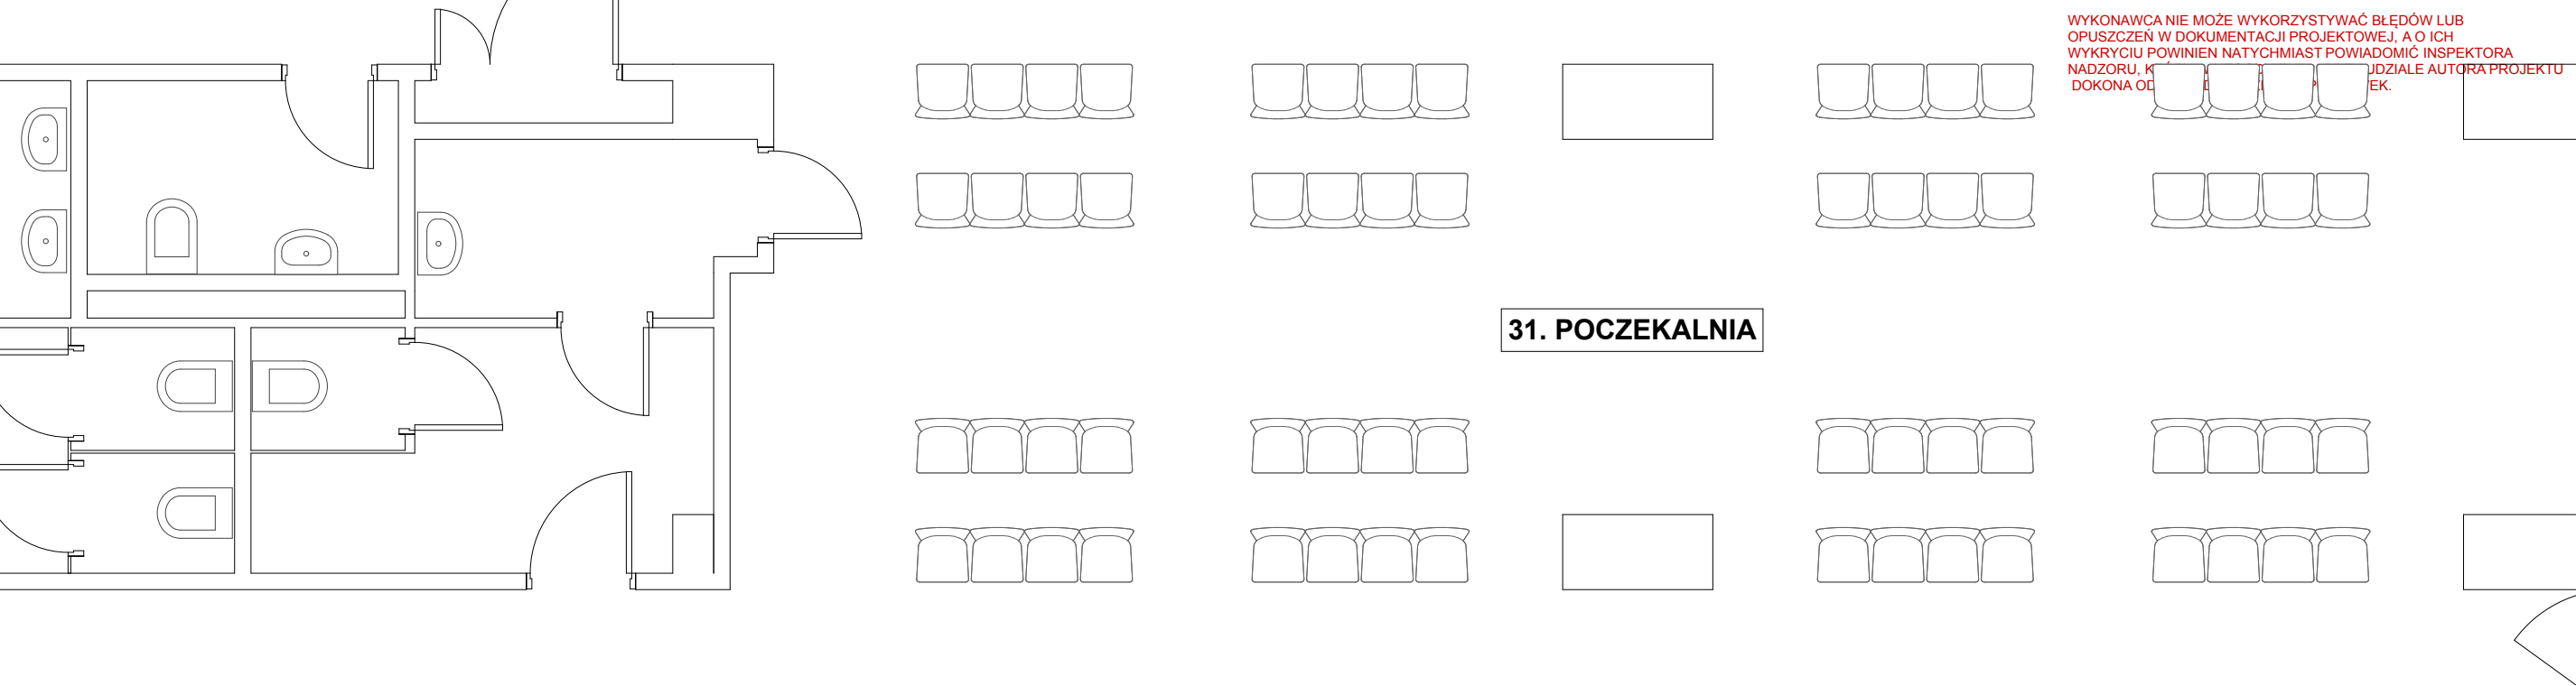 WYKONAWCA NIE MOŻE WYKORZYSTYWAĆ BŁĘDÓW LUB
OPUSZCZEŃ W DOKUMENTACJI PROJEKTOWEJ, A O ICH
WYKRYCIU POWINIEN NATYCHMIAST POWIADOMIĆ INSPEKTORA
NADZORU, UDZIALE AUTORA PROJEKTU
DOKONA
31. POCZEKALNIA